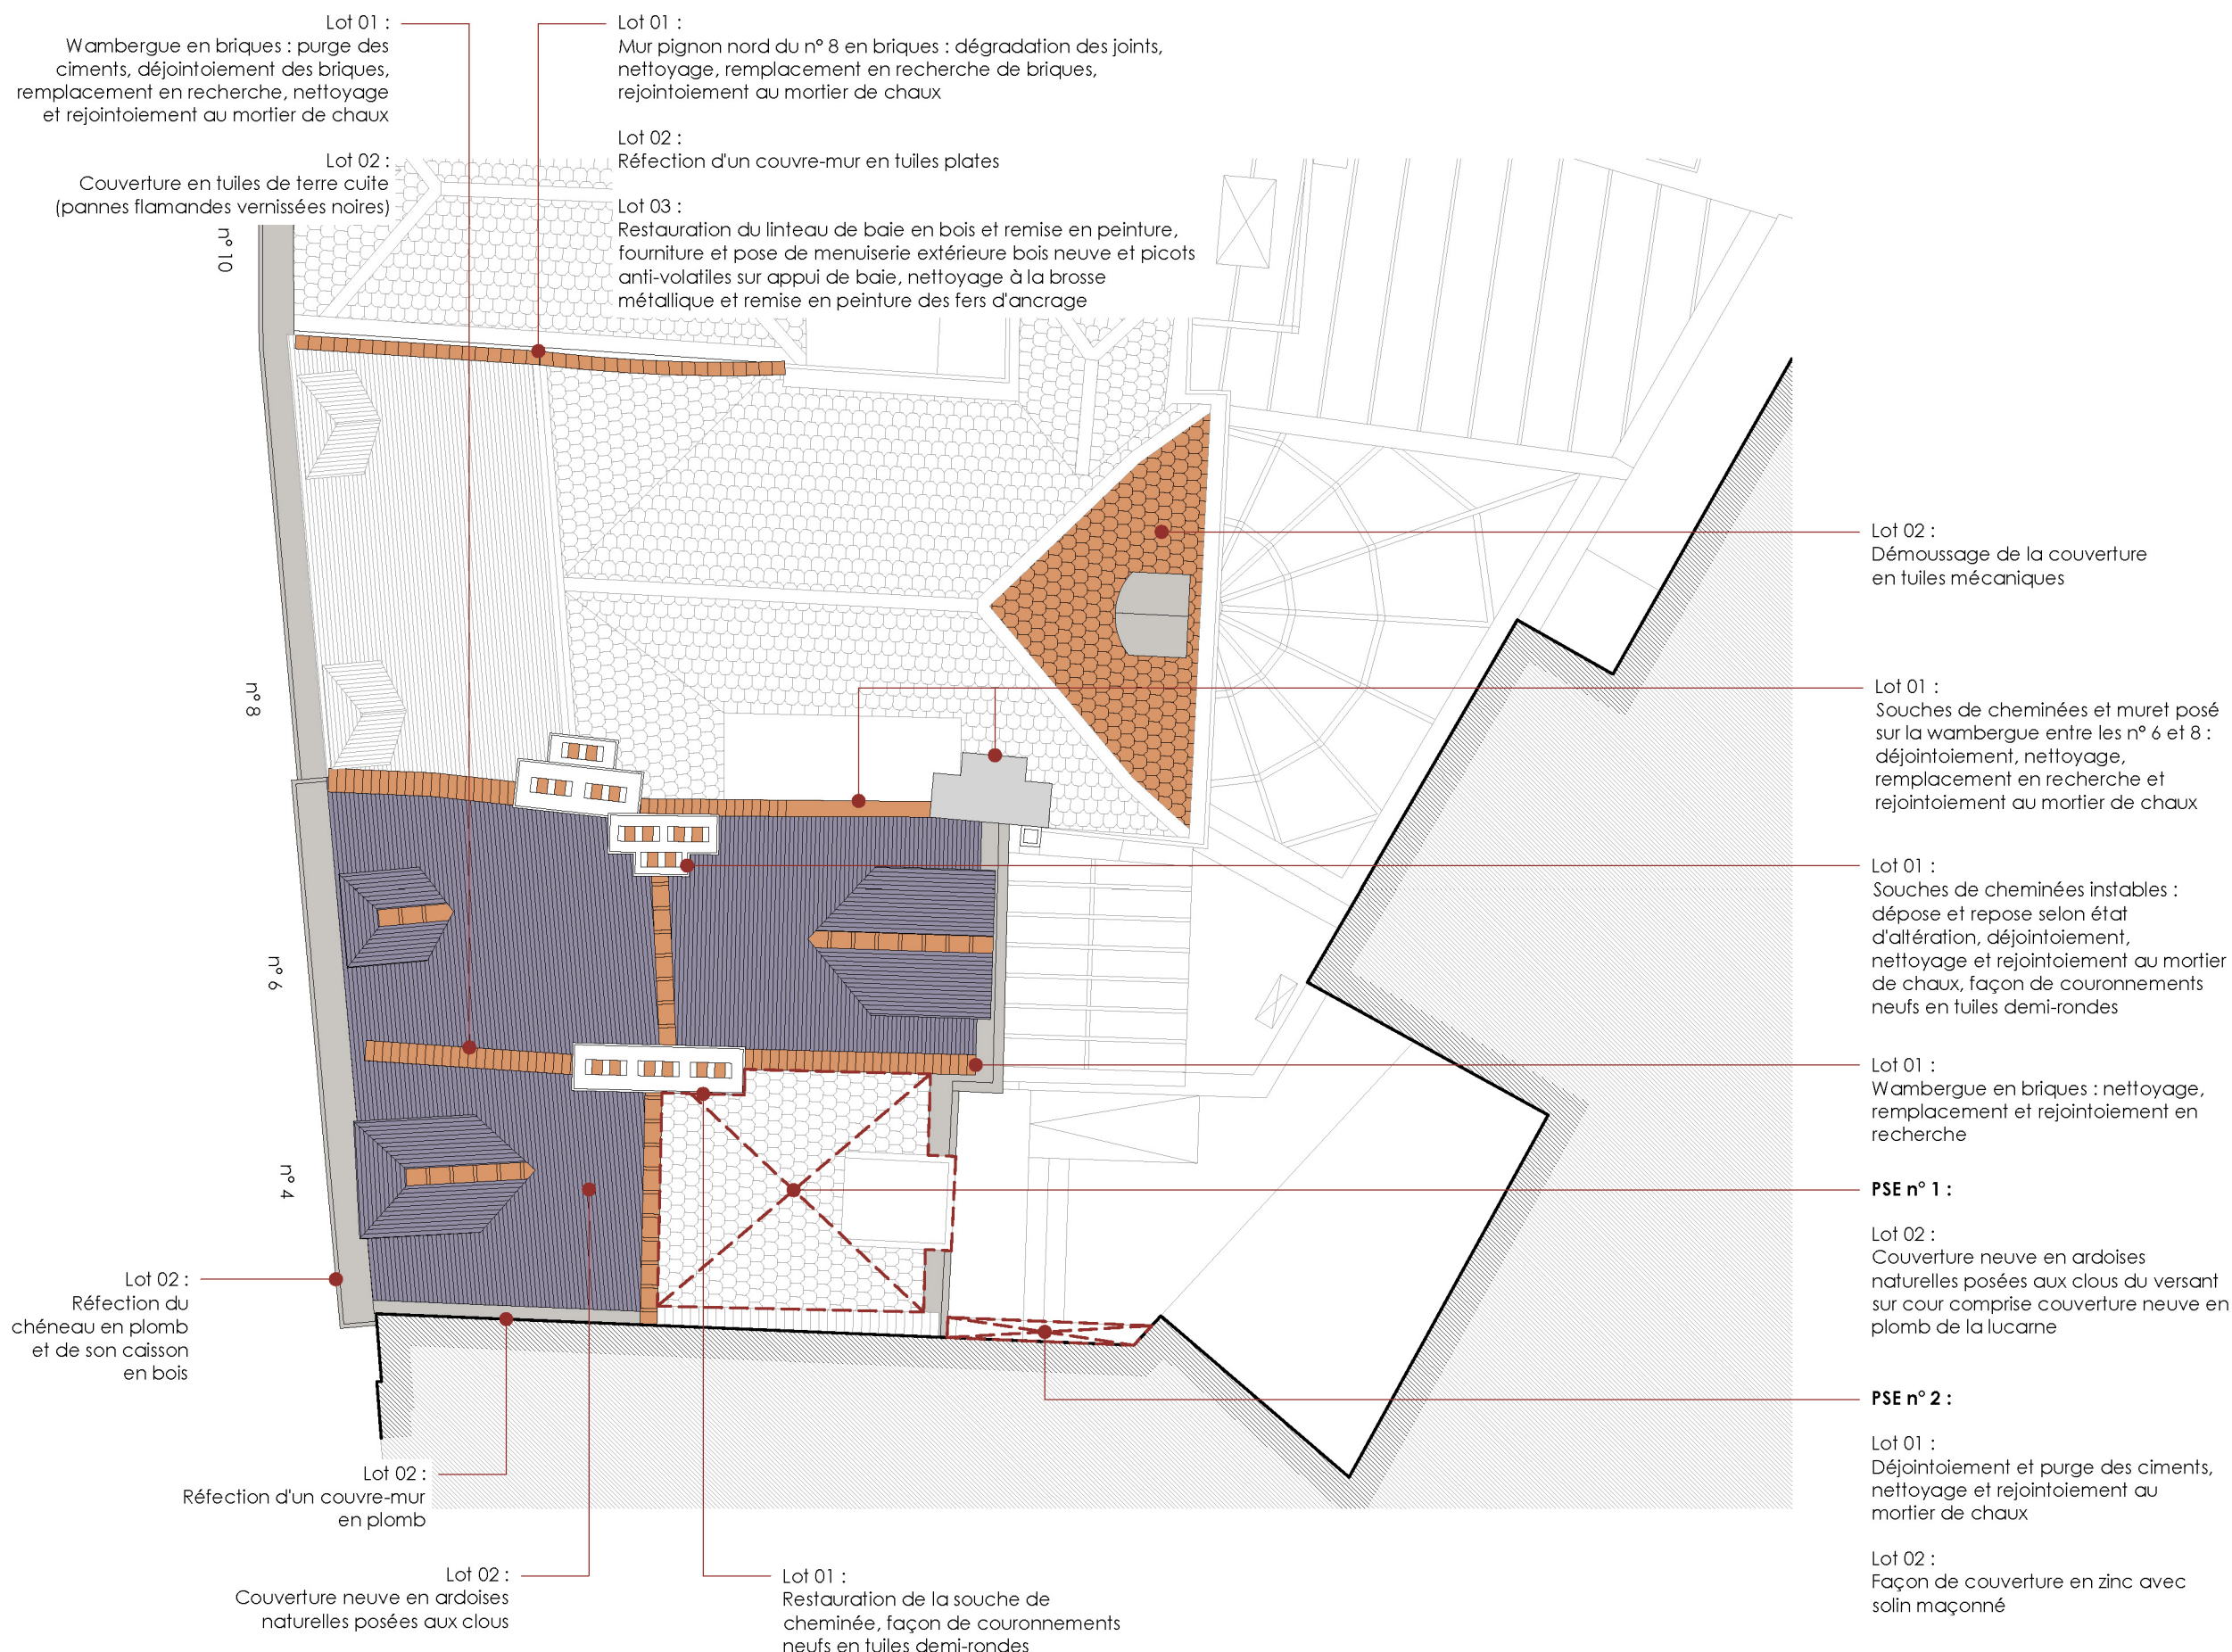 Lot 01 :
Wambergue en briques : purge des
ciments, déjointoiement des briques,
remplacement en recherche, nettoyage
et rejointoiement au mortier de chaux
Lot 02 :
Couverture en tuiles de terre cuite
(pannes flamandes vernissées noires)
Lot 01 :
Mur pignon nord du n° 8 en briques : dégradation des joints,
nettoyage, remplacement en recherche de briques,
rejointoiement au mortier de chaux
Lot 02 :
Réfection d'un couvre-mur en tuiles plates
Lot 03 :
Restauration du linteau de baie en bois et remise en peinture,
fourniture et pose de menuiserie extérieure bois neuve et picots
anti-volatiles sur appui de baie, nettoyage à la brosse
métallique et remise en peinture des fers d'ancrage
n° 10
n° 8
n° 6
n° 4
Lot 02 :
Démoussage de la couverture
en tuiles mécaniques
Lot 01 :
Souches de cheminées et muret posé
sur la wambergue entre les n° 6 et 8 :
déjointoiement, nettoyage,
remplacement en recherche et
rejointoiement au mortier de chaux
Lot 01 :
Souches de cheminées instables :
dépose et repose selon état
d'altération, déjointoiement,
nettoyage et rejointoiement au mortier
de chaux, façon de couronnements
neufs en tuiles demi-rondes
Lot 01 :
Wambergue en briques : nettoyage,
remplacement et rejointoiement en
recherche
PSE n° 1 :
Lot 02 :
Couverture neuve en ardoises
naturelles posées aux clous du versant
sur cour comprise couverture neuve en
plomb de la lucarne
PSE n° 2 :
Lot 01 :
Déjointoiement et purge des ciments,
nettoyage et rejointoiement au
mortier de chaux
Lot 02 :
Façon de couverture en zinc avec
solin maçonné
Lot 02 :
Réfection du
chéneau en plomb
et de son caisson
en bois
Lot 02 :
Réfection d'un couvre-mur
en plomb
Lot 02 :
Couverture neuve en ardoises
naturelles posées aux clous
Lot 01 :
Restauration de la souche de
cheminée, façon de couronnements
neufs en tuiles demi-rondes